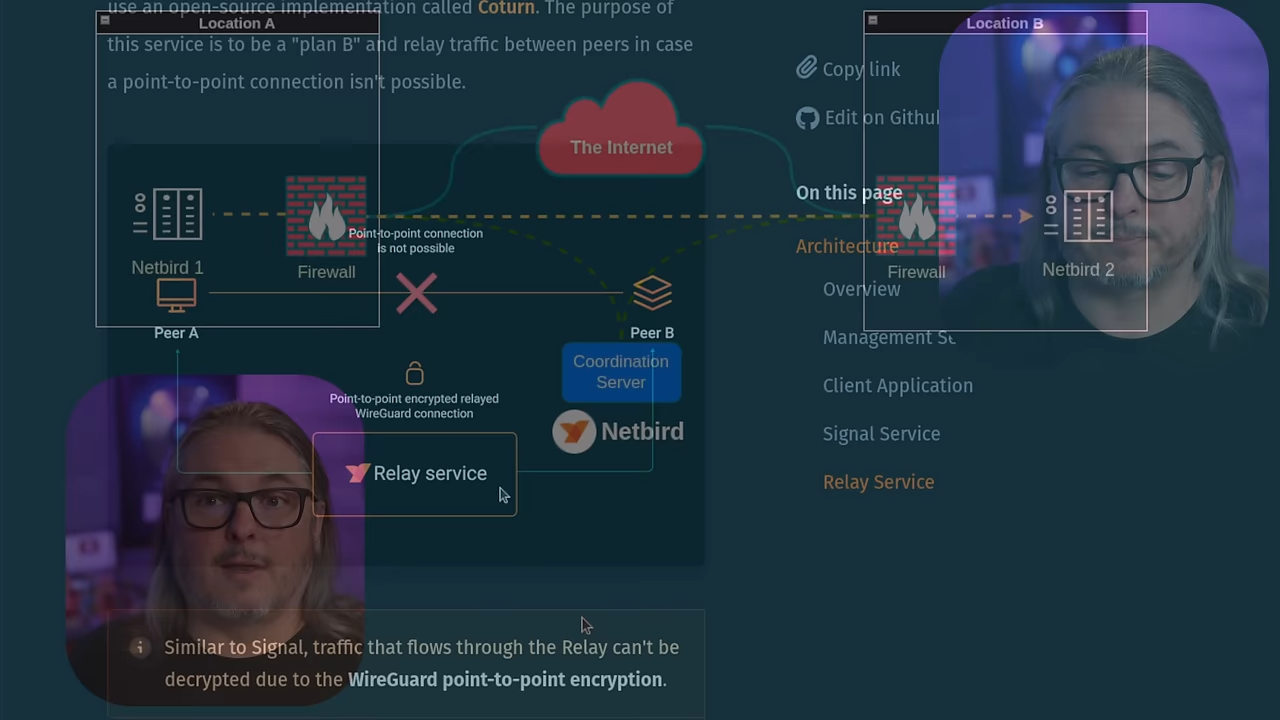 use an open-source implementation called Coturn. The purpose of
Location A
Location B
this service is to be a "plan B" and relay traffic between peers in case
a point-to-point connection isn't possible.
Copy link
Edit on Github
The Internet
On this page
Point-to-point connection
is not possible
Architecture
Netbird 1
Firewall
Firewall
Netbird 2
Overview
Peer A
Peer B
Management
Coordination
Server
Client Application
Point-to-point encrypted relayed
WireGuard connection
Netbird
Signal Service
Relay service
Relay Service
Similar to Signal, traffic that flows through the Relay can't be
decrypted due to the WireGuard point-to-point encryption.